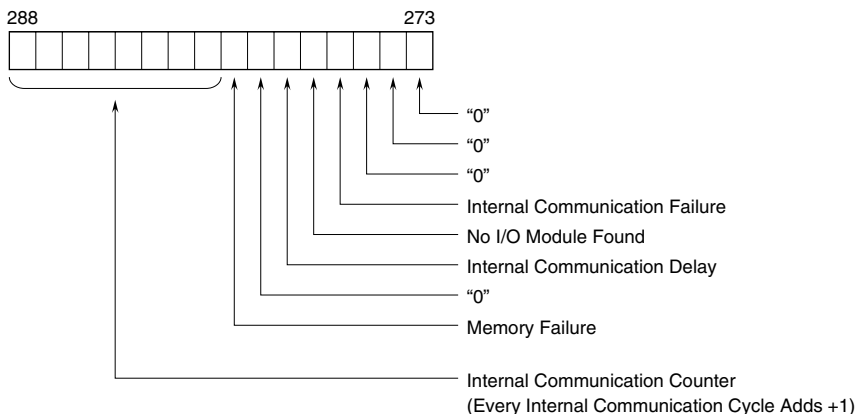 288 273
“0”
“0”
“0”
Internal Communication Failure
No I/O Module Found
Internal Communication Delay
“0”
Memory Failure
Internal Communication Counter
(Every Internal Communication Cycle Adds +1)